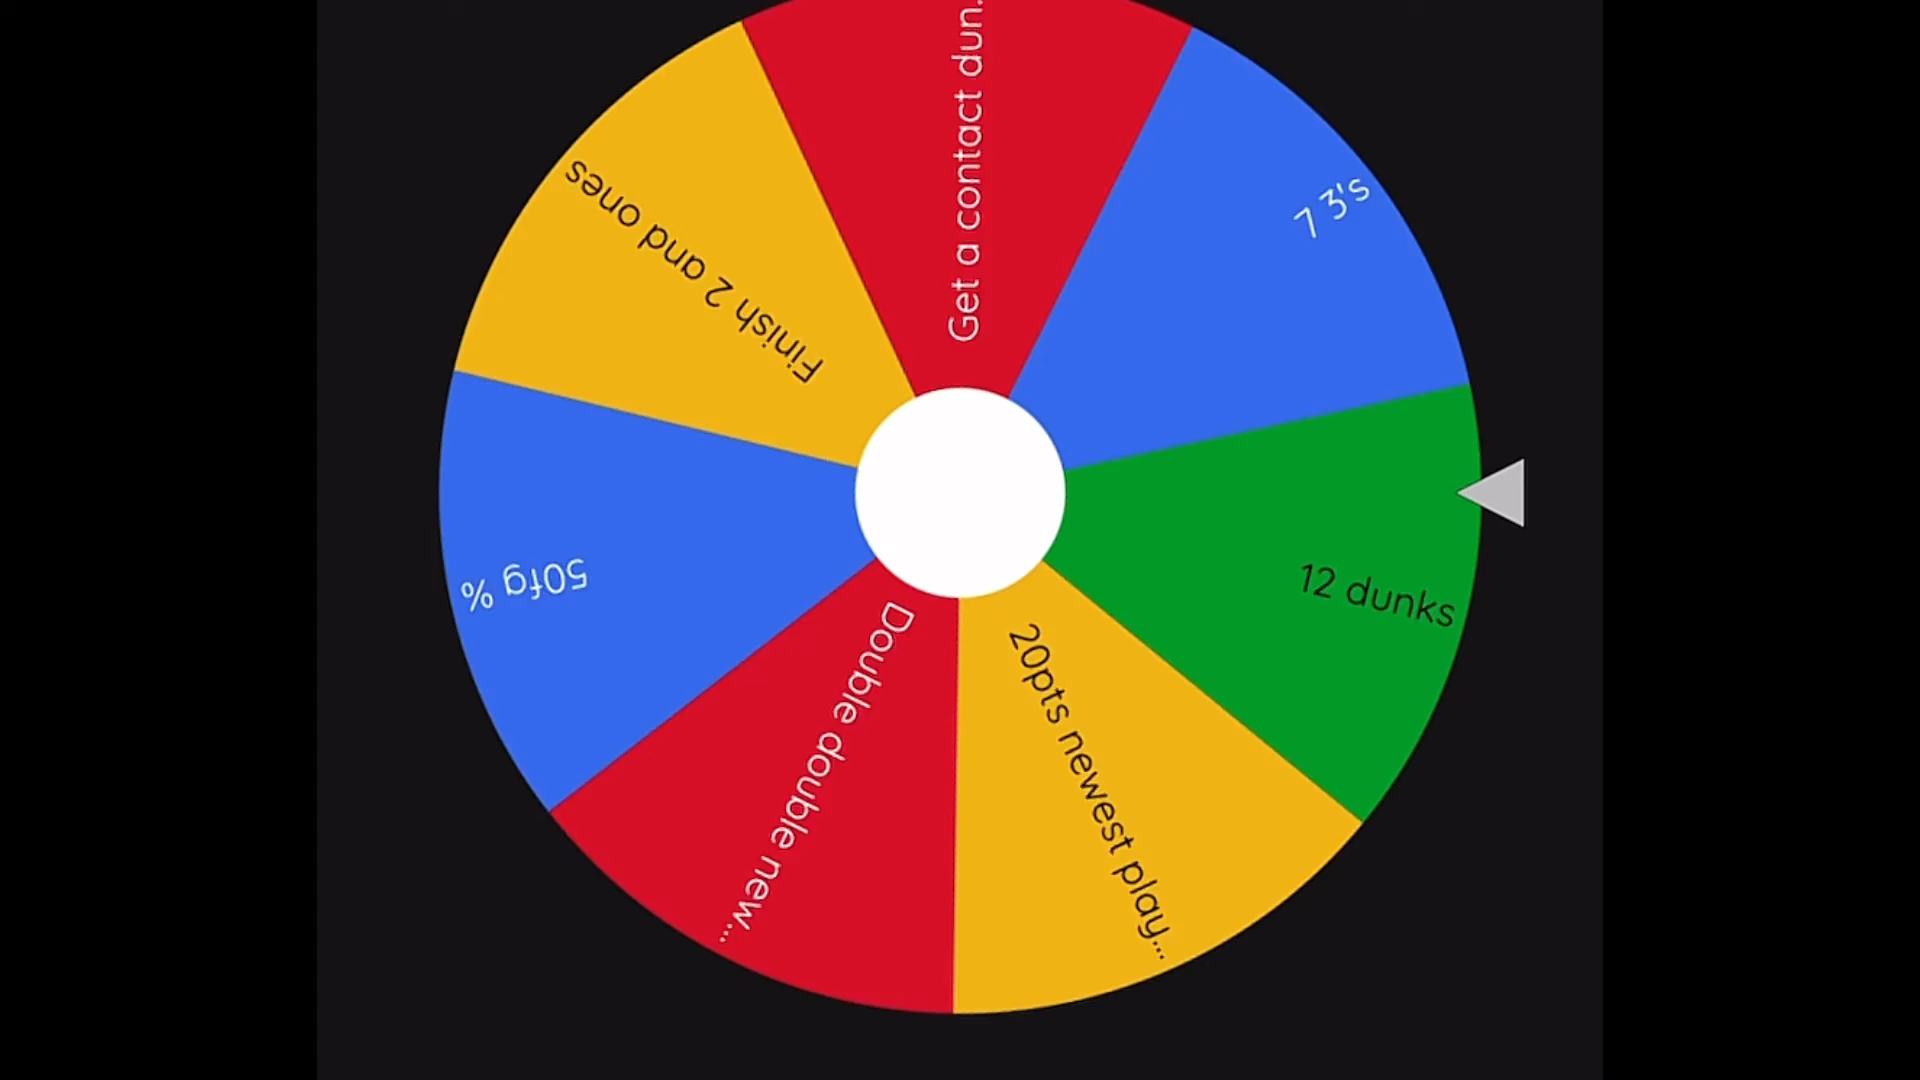 Get a contact dun.
7 3's
12 dunks
20pts newest play...
Double double new...
50fg %
Finish 2 and ones